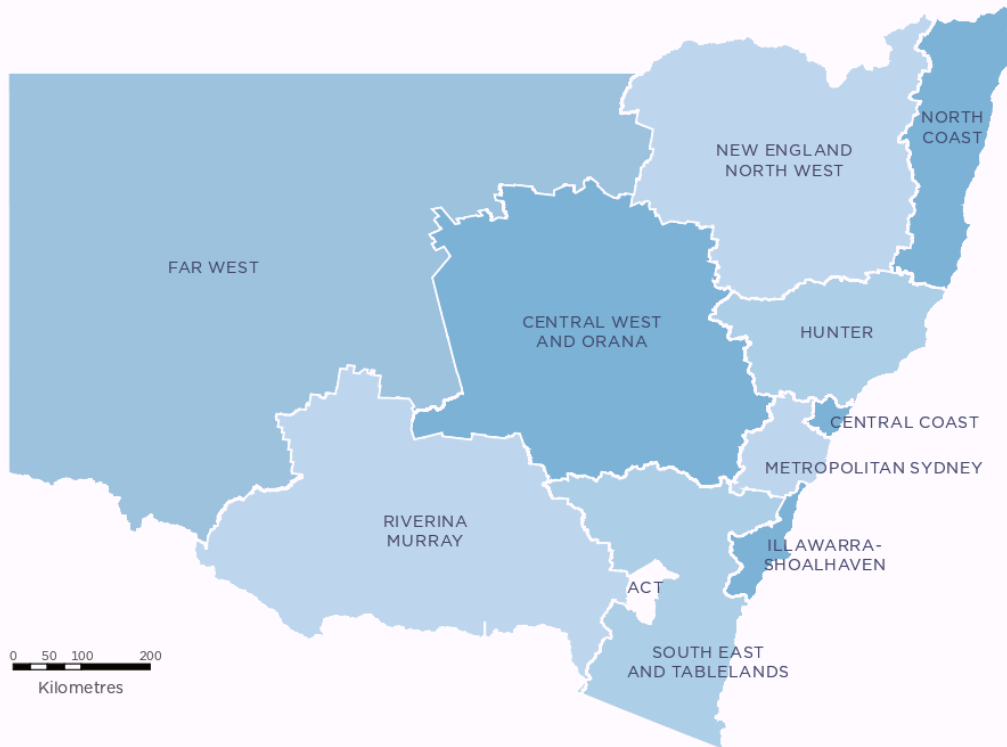 NORTH
COAST
NEW ENGLAND
NORTH WEST
FAR WEST
CENTRAL WEST
AND ORANA
HUNTER
CENTRAL COAST
METROPOLITAN SYDNEY
RIVERINA
MURRAY
ILLAWARRA-
SHOALHAVEN
ACT
SOUTH EAST
AND TABLELANDS
0 50 100 200
Kilometres